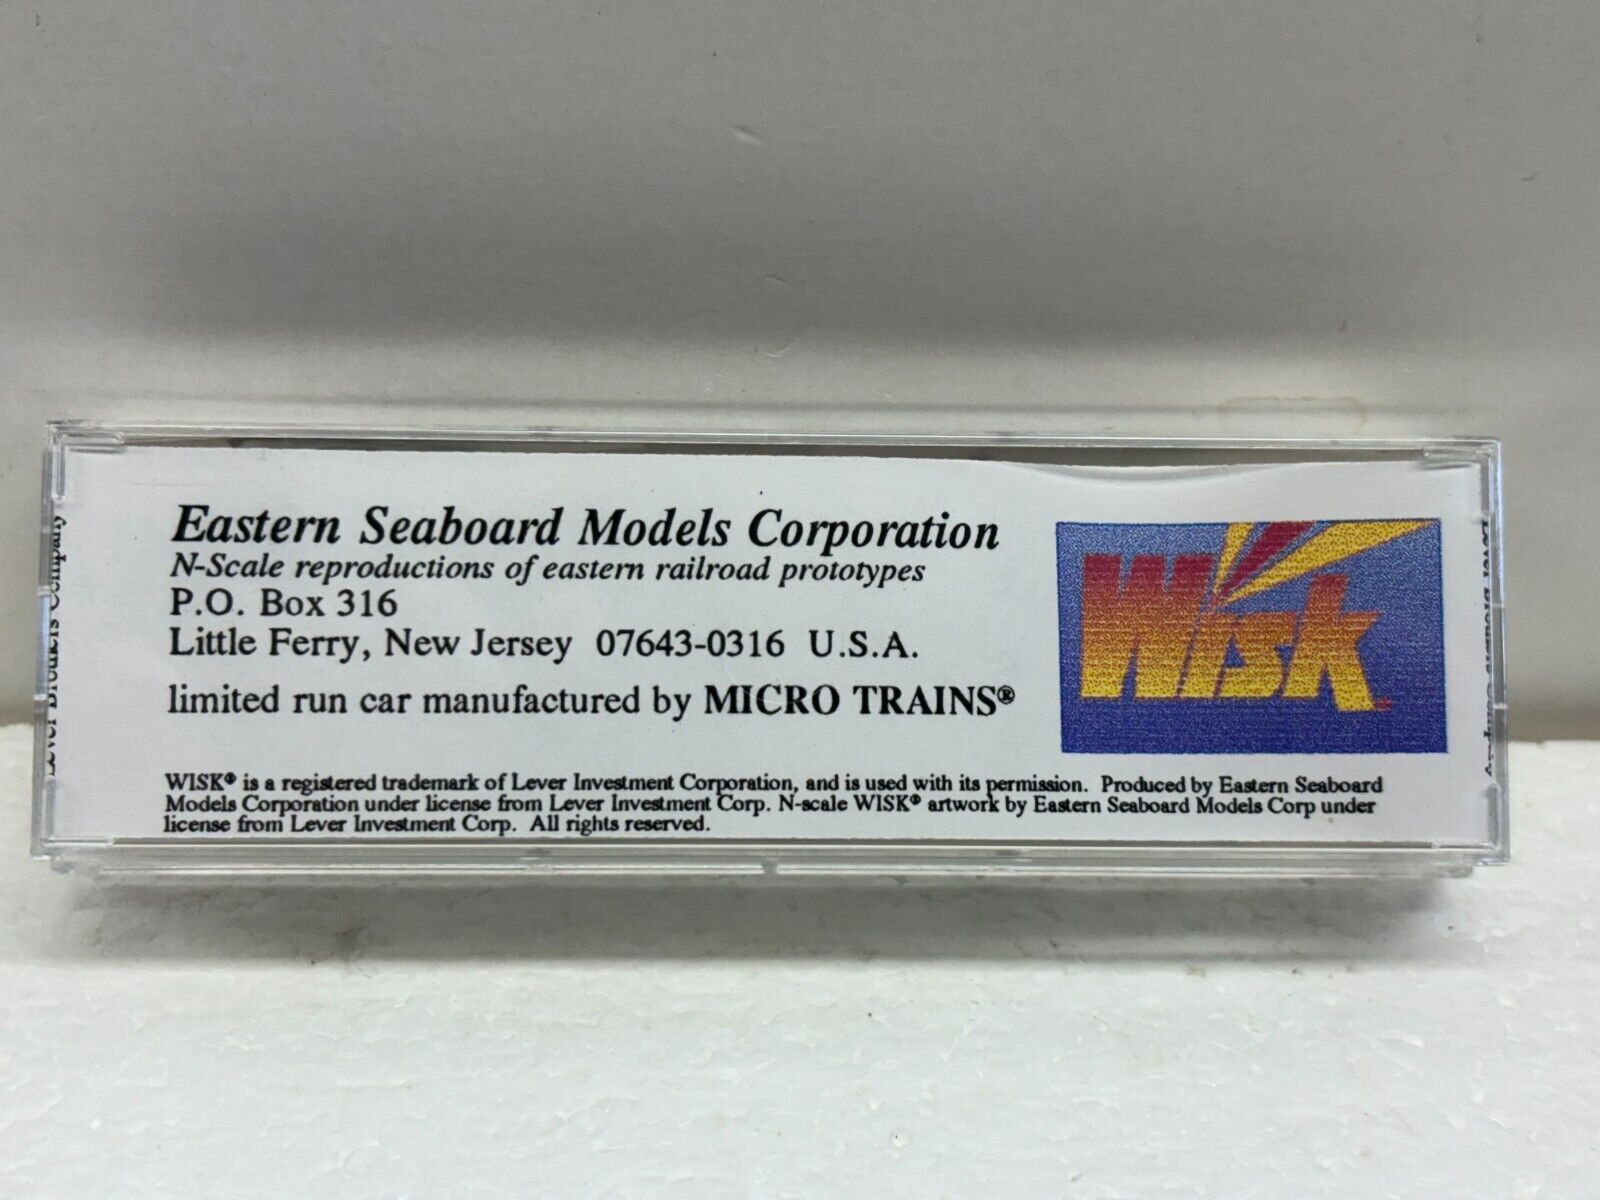 Eastern Seaboard Models Corporation
N-Scale reproductions of eastern railroad prototypes
P.O. Box 316
Little Ferry, New Jersey 07643-0316 U.S.A.
limited run car manufactured by MICRO TRAINS®
WISK® is a registered trademark of Lever Investment Corporation, and is used with its permission. Produced by Eastern Seaboard
Models Corporation under license from Lever Investment Corp. N-scale WISK® artwork by Eastern Seaboard Models Corp under
license from Lever Investment Corp. All rights reserved.
Wisk
Lever Brothers Company